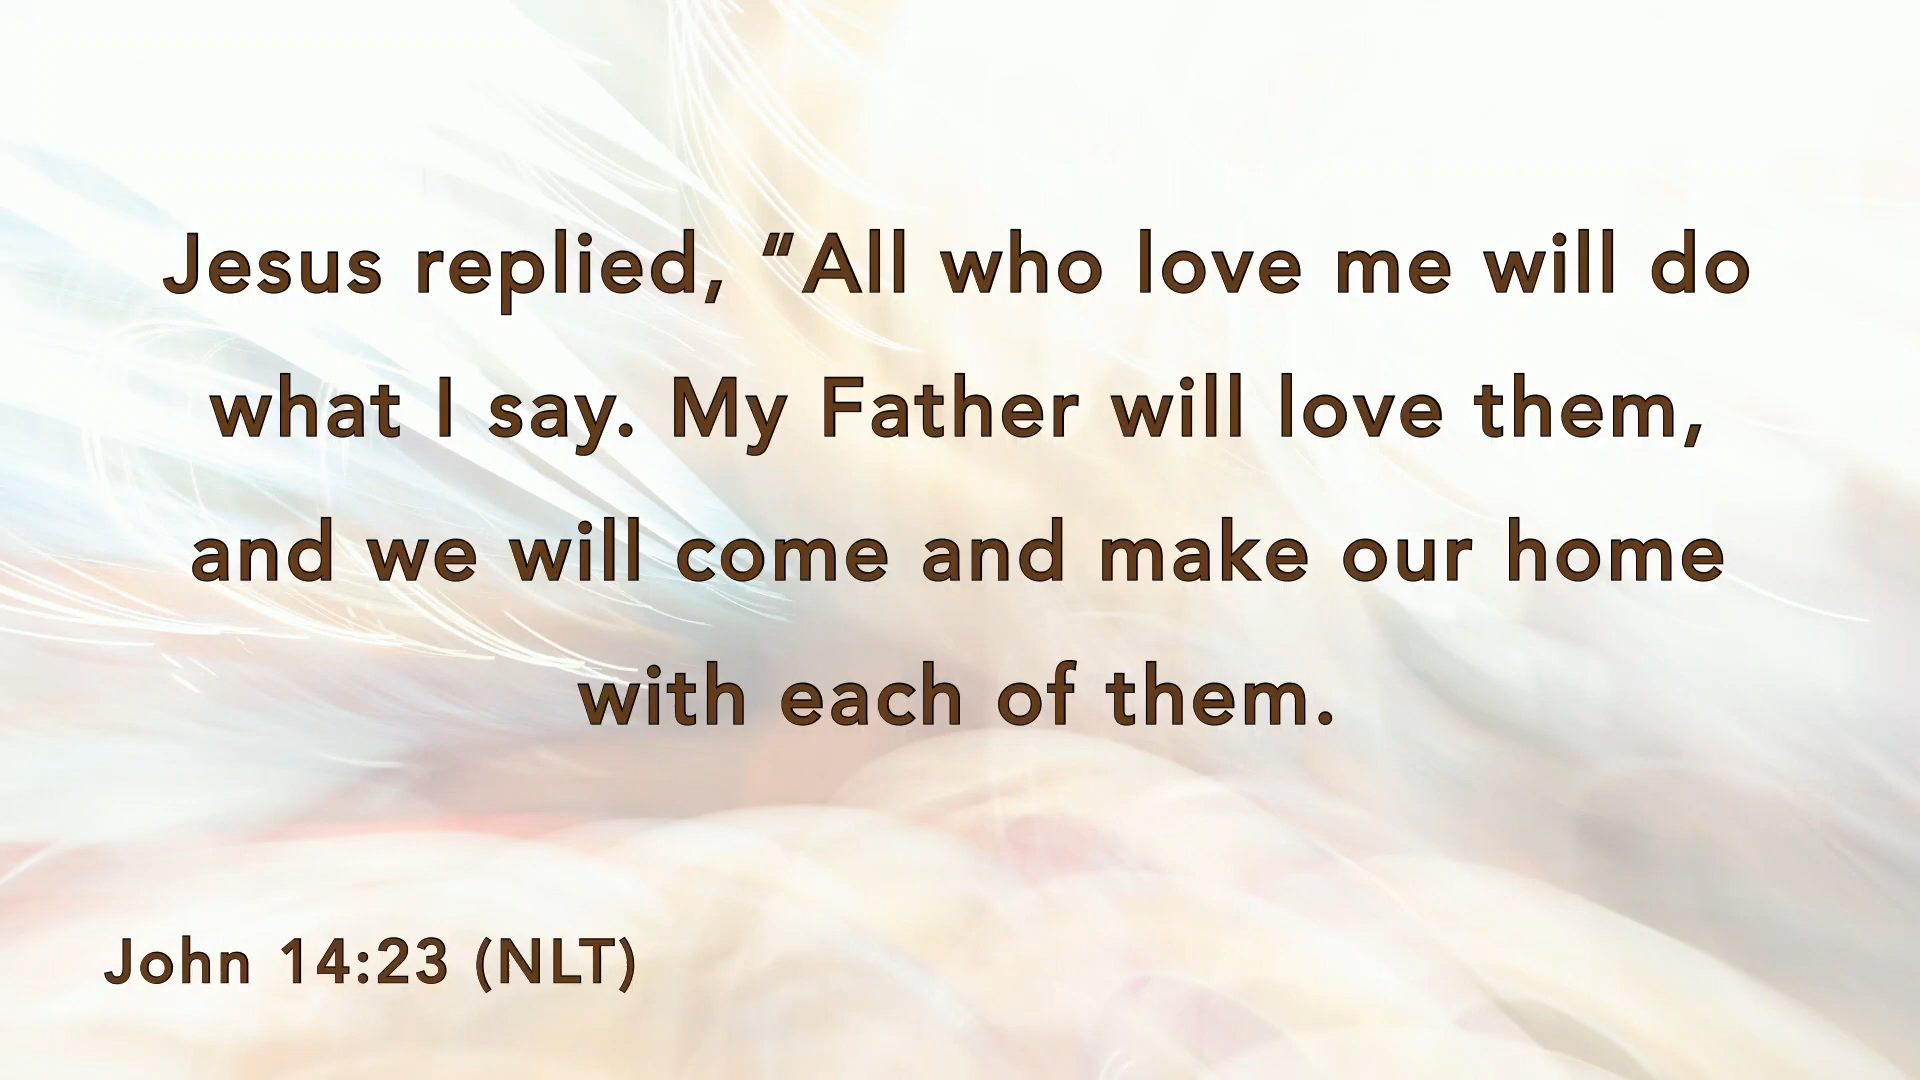 Jesus replied, “All who love me will do
what I say. My Father will love them,
and we will come and make our home
with each of them.
John 14:23 (NLT)